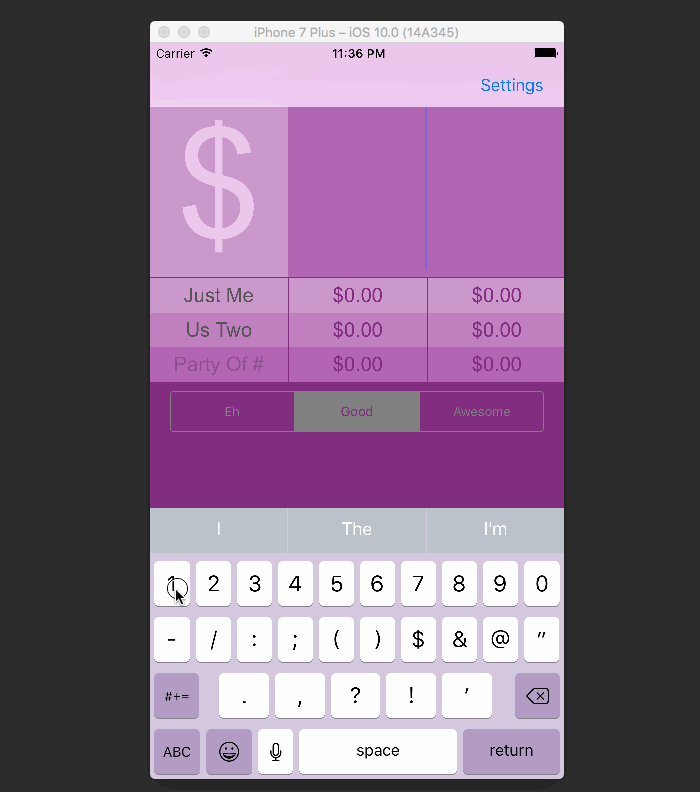 iPhone 7 Plus – iOS 10.0 (14A345)
Carrier 11:36 PM
Settings
$
Just Me $0.00 $0.00
Us Two $0.00 $0.00
Party Of # $0.00 $0.00
Eh Good Awesome
I The I'm
1 2 3 4 5 6 7 8 9 0
- / : ; ( ) $ & @ "
#+= . , ? ! '
ABC space return